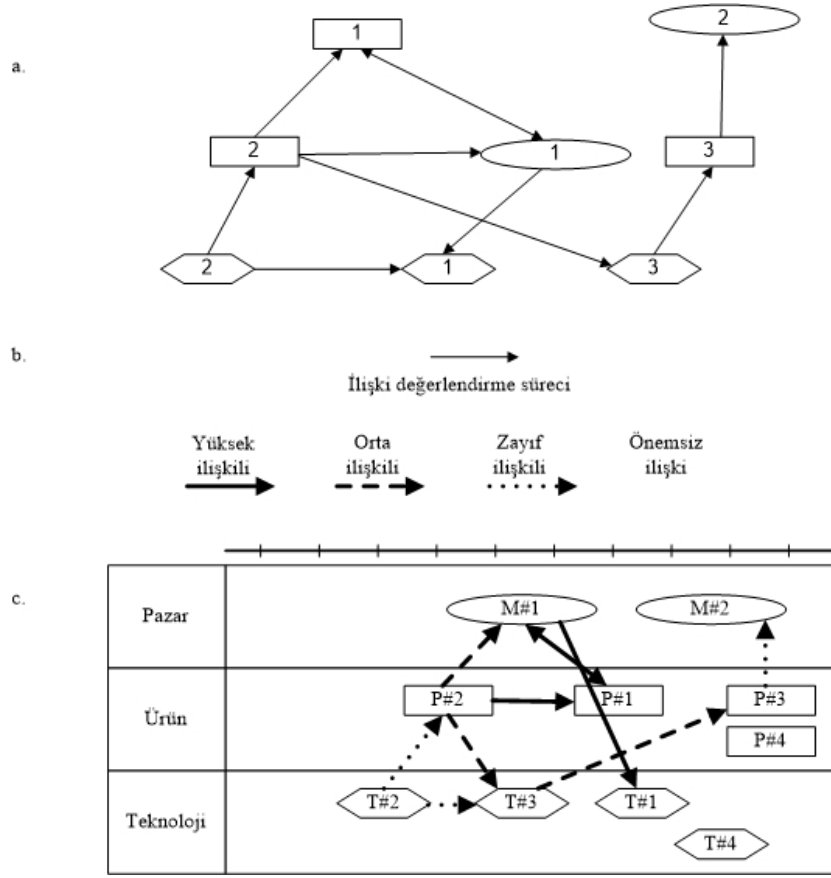 a.
1
2
2
1
3
2
1
3
b.
İlişki değerlendirme süreci
Yüksek
ilişkili
Orta
ilişkili
Zayıf
ilişkili
Önemsiz
ilişki
c.
Pazar
M#1
M#2
Ürün
P#2
P#1
P#3
P#4
Teknoloji
T#2
T#3
T#1
T#4